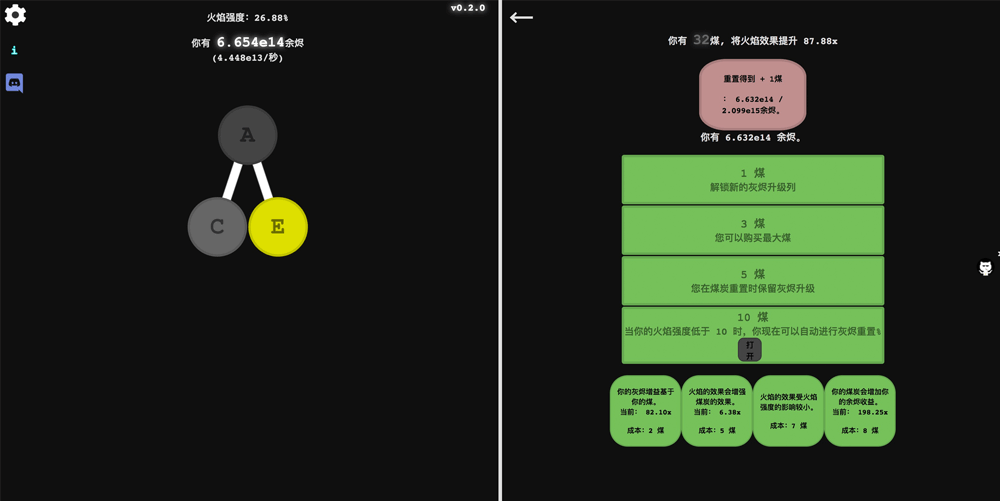 v0.2.0
火焰强度: 26.88%
你有 6.654e14余烬
(4.448e13/秒)
i
A
C
E
你有 32煤, 将火焰效果提升 87.88x
重置得到 + 1煤
: 6.632e14 /
2.099e15余烬。
你有 6.632e14 余烬。
1 煤
解锁新的灰烬升级列
3 煤
您可以购买最大煤
5 煤
您在煤炭重置时保留灰烬升级
10 煤
当你的火焰强度低于 10 时, 你现在可以自动进行灰烬重置%
打
开
你的灰烬增益基于
你的煤。
当前: 82.10x
成本: 2 煤
火焰的效果会增强
煤炭的效果。
当前: 6.38x
成本: 5 煤
火焰的效果受火焰
强度的影响较小。
成本: 7 煤
你的煤炭会增加你
的余烬收益。
当前: 198.25x
成本: 8 煤